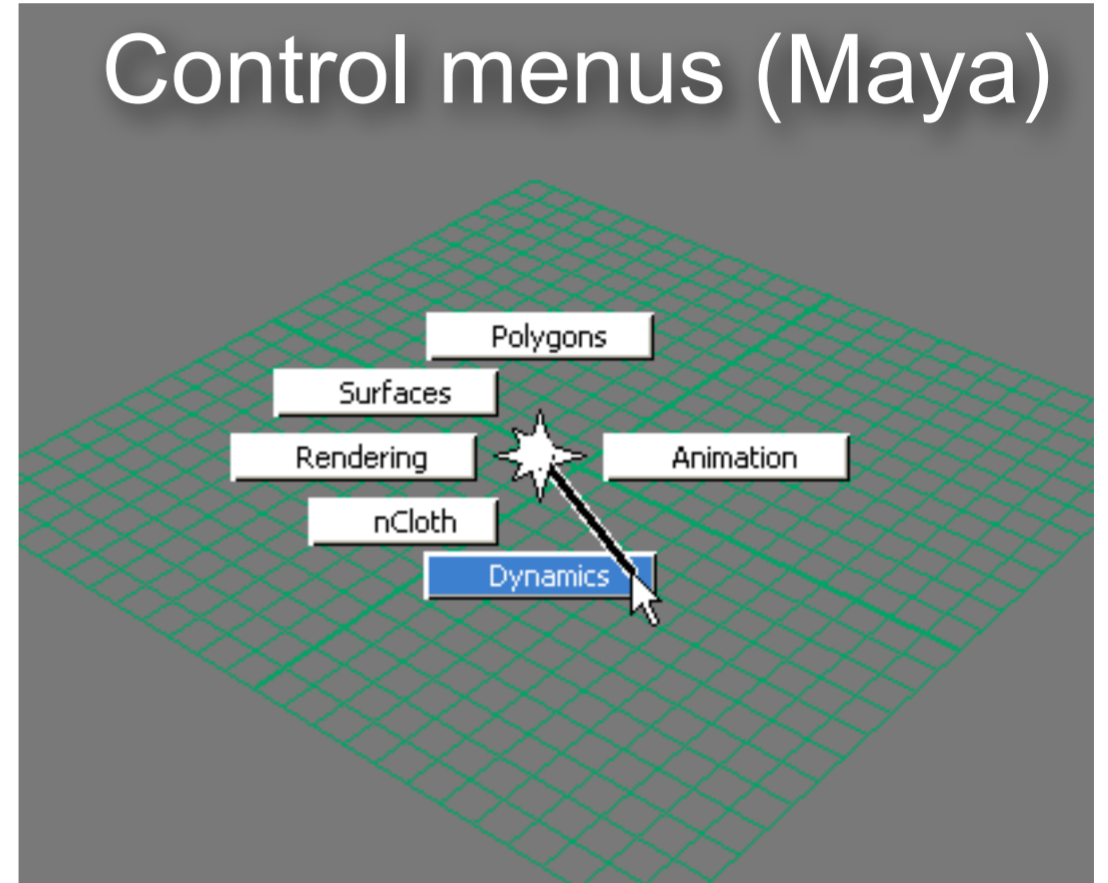 Control menus (Maya)
Polygons
Surfaces
Rendering
Animation
nCloth
Dynamics